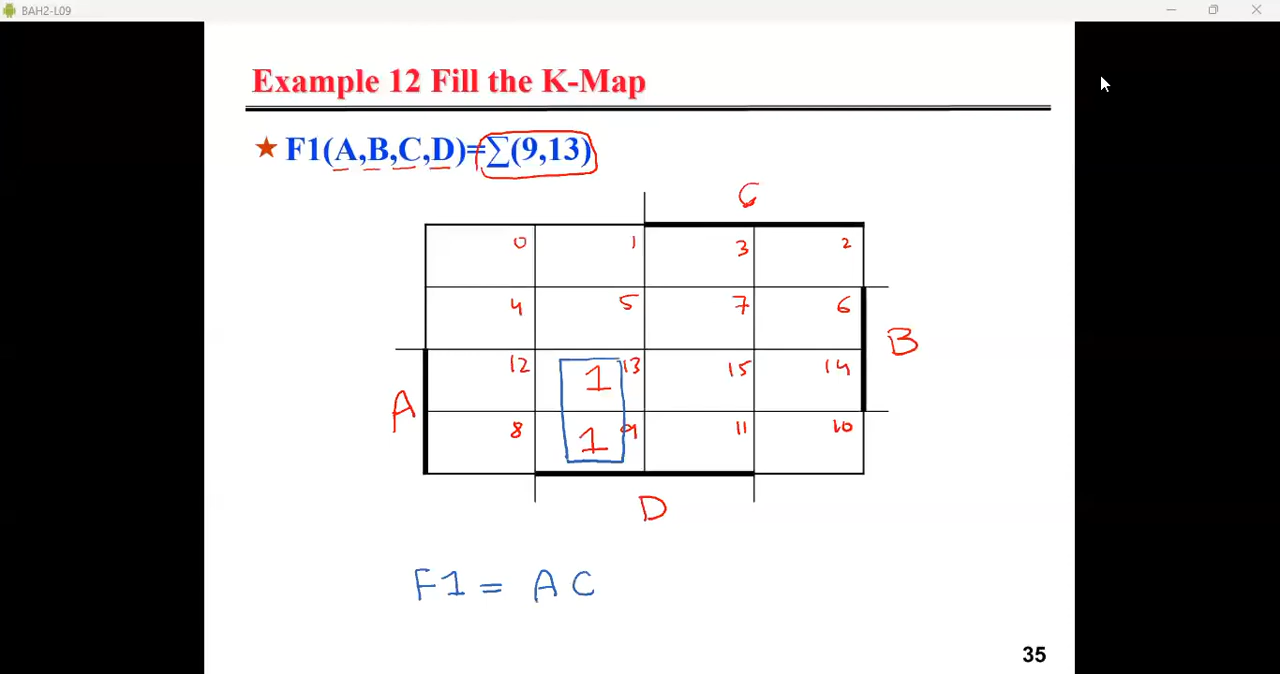 BAH2-L09
Example 12 Fill the K-Map
★ F1(A,B,C,D)=∑(9,13)
C
0 1 3 2
4 5 7 6
B
12 1 13 15 14
A
8 1 9 11 10
D
F1 = A C
35